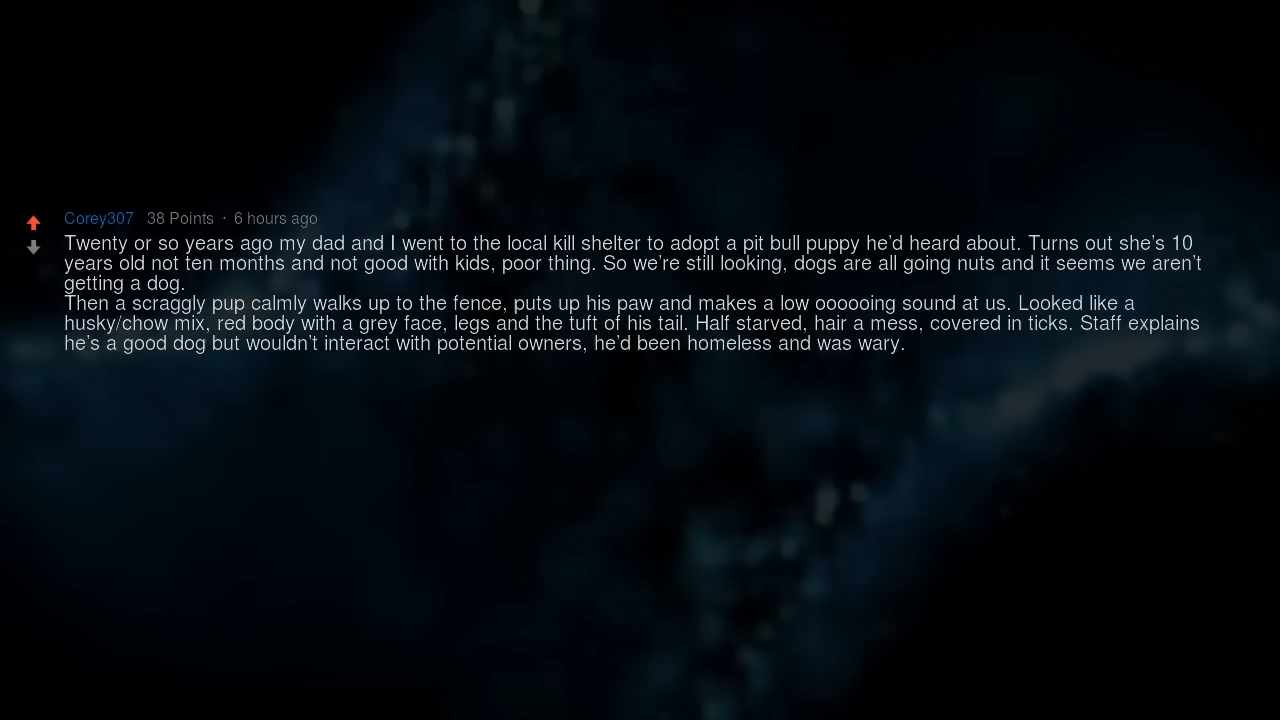 Corey307 38 Points · 6 hours ago
Twenty or so years ago my dad and I went to the local kill shelter to adopt a pit bull puppy he’d heard about. Turns out she’s 10
years old not ten months and not good with kids, poor thing. So we’re still looking, dogs are all going nuts and it seems we aren’t
getting a dog.
Then a scraggly pup calmly walks up to the fence, puts up his paw and makes a low oooooing sound at us. Looked like a
husky/chow mix, red body with a grey face, legs and the tuft of his tail. Half starved, hair a mess, covered in ticks. Staff explains
he’s a good dog but wouldn’t interact with potential owners, he’d been homeless and was wary.